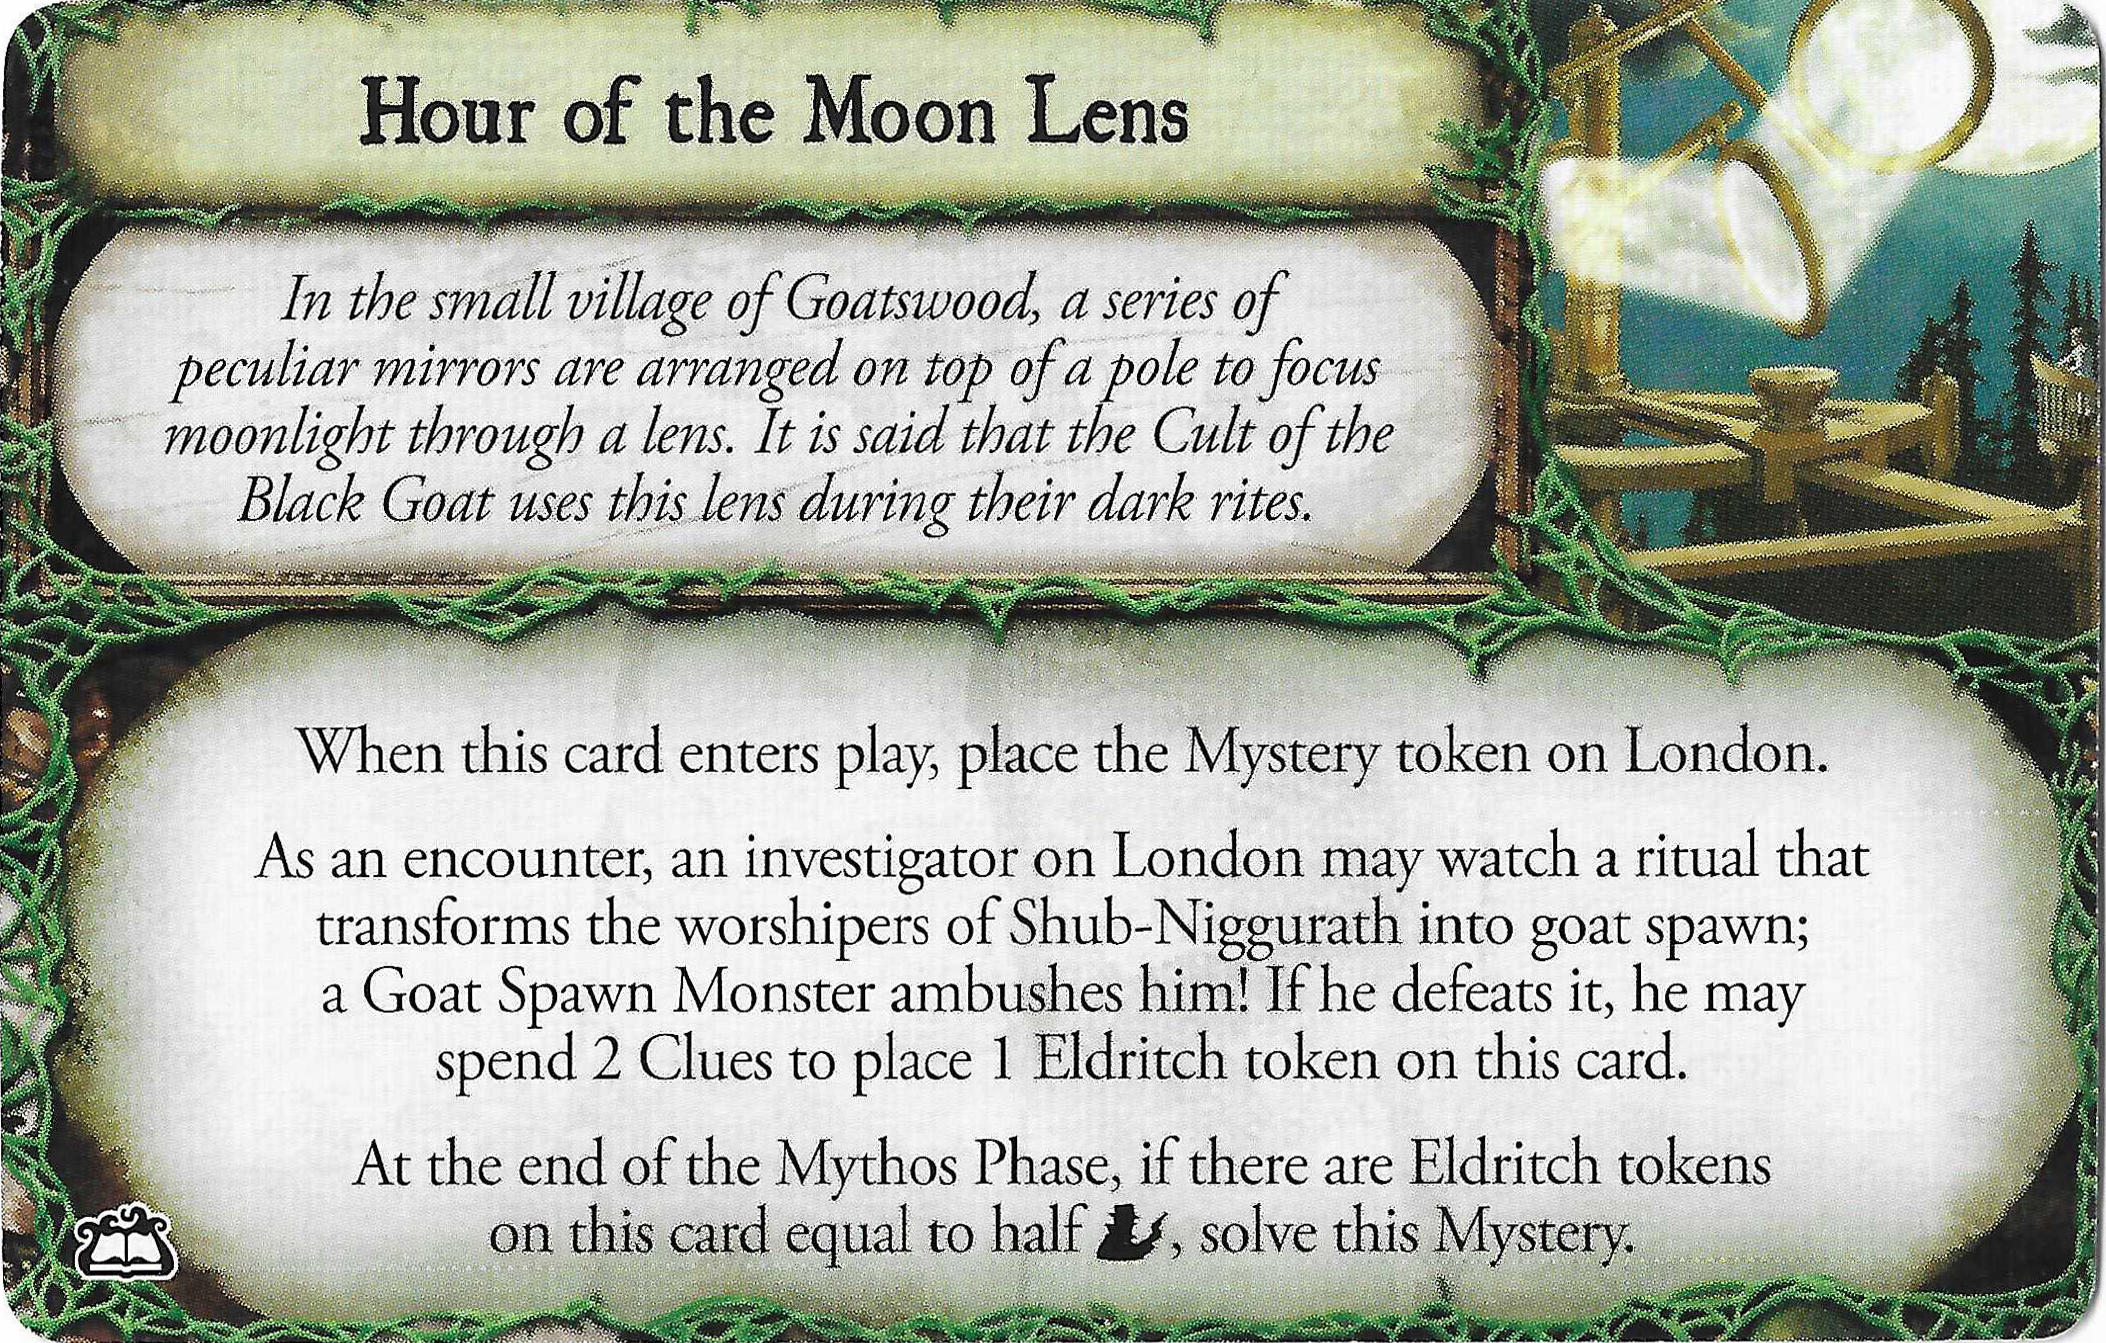 Hour of the Moon Lens
In the small village of Goatswood, a series of
peculiar mirrors are arranged on top of a pole to focus
moonlight through a lens. It is said that the Cult of the
Black Goat uses this lens during their dark rites.
When this card enters play, place the Mystery token on London.
As an encounter, an investigator on London may watch a ritual that
transforms the worshipers of Shub-Niggurath into goat spawn;
a Goat Spawn Monster ambushes him! If he defeats it, he may
spend 2 Clues to place 1 Eldritch token on this card.
At the end of the Mythos Phase, if there are Eldritch tokens
on this card equal to half , solve this Mystery.